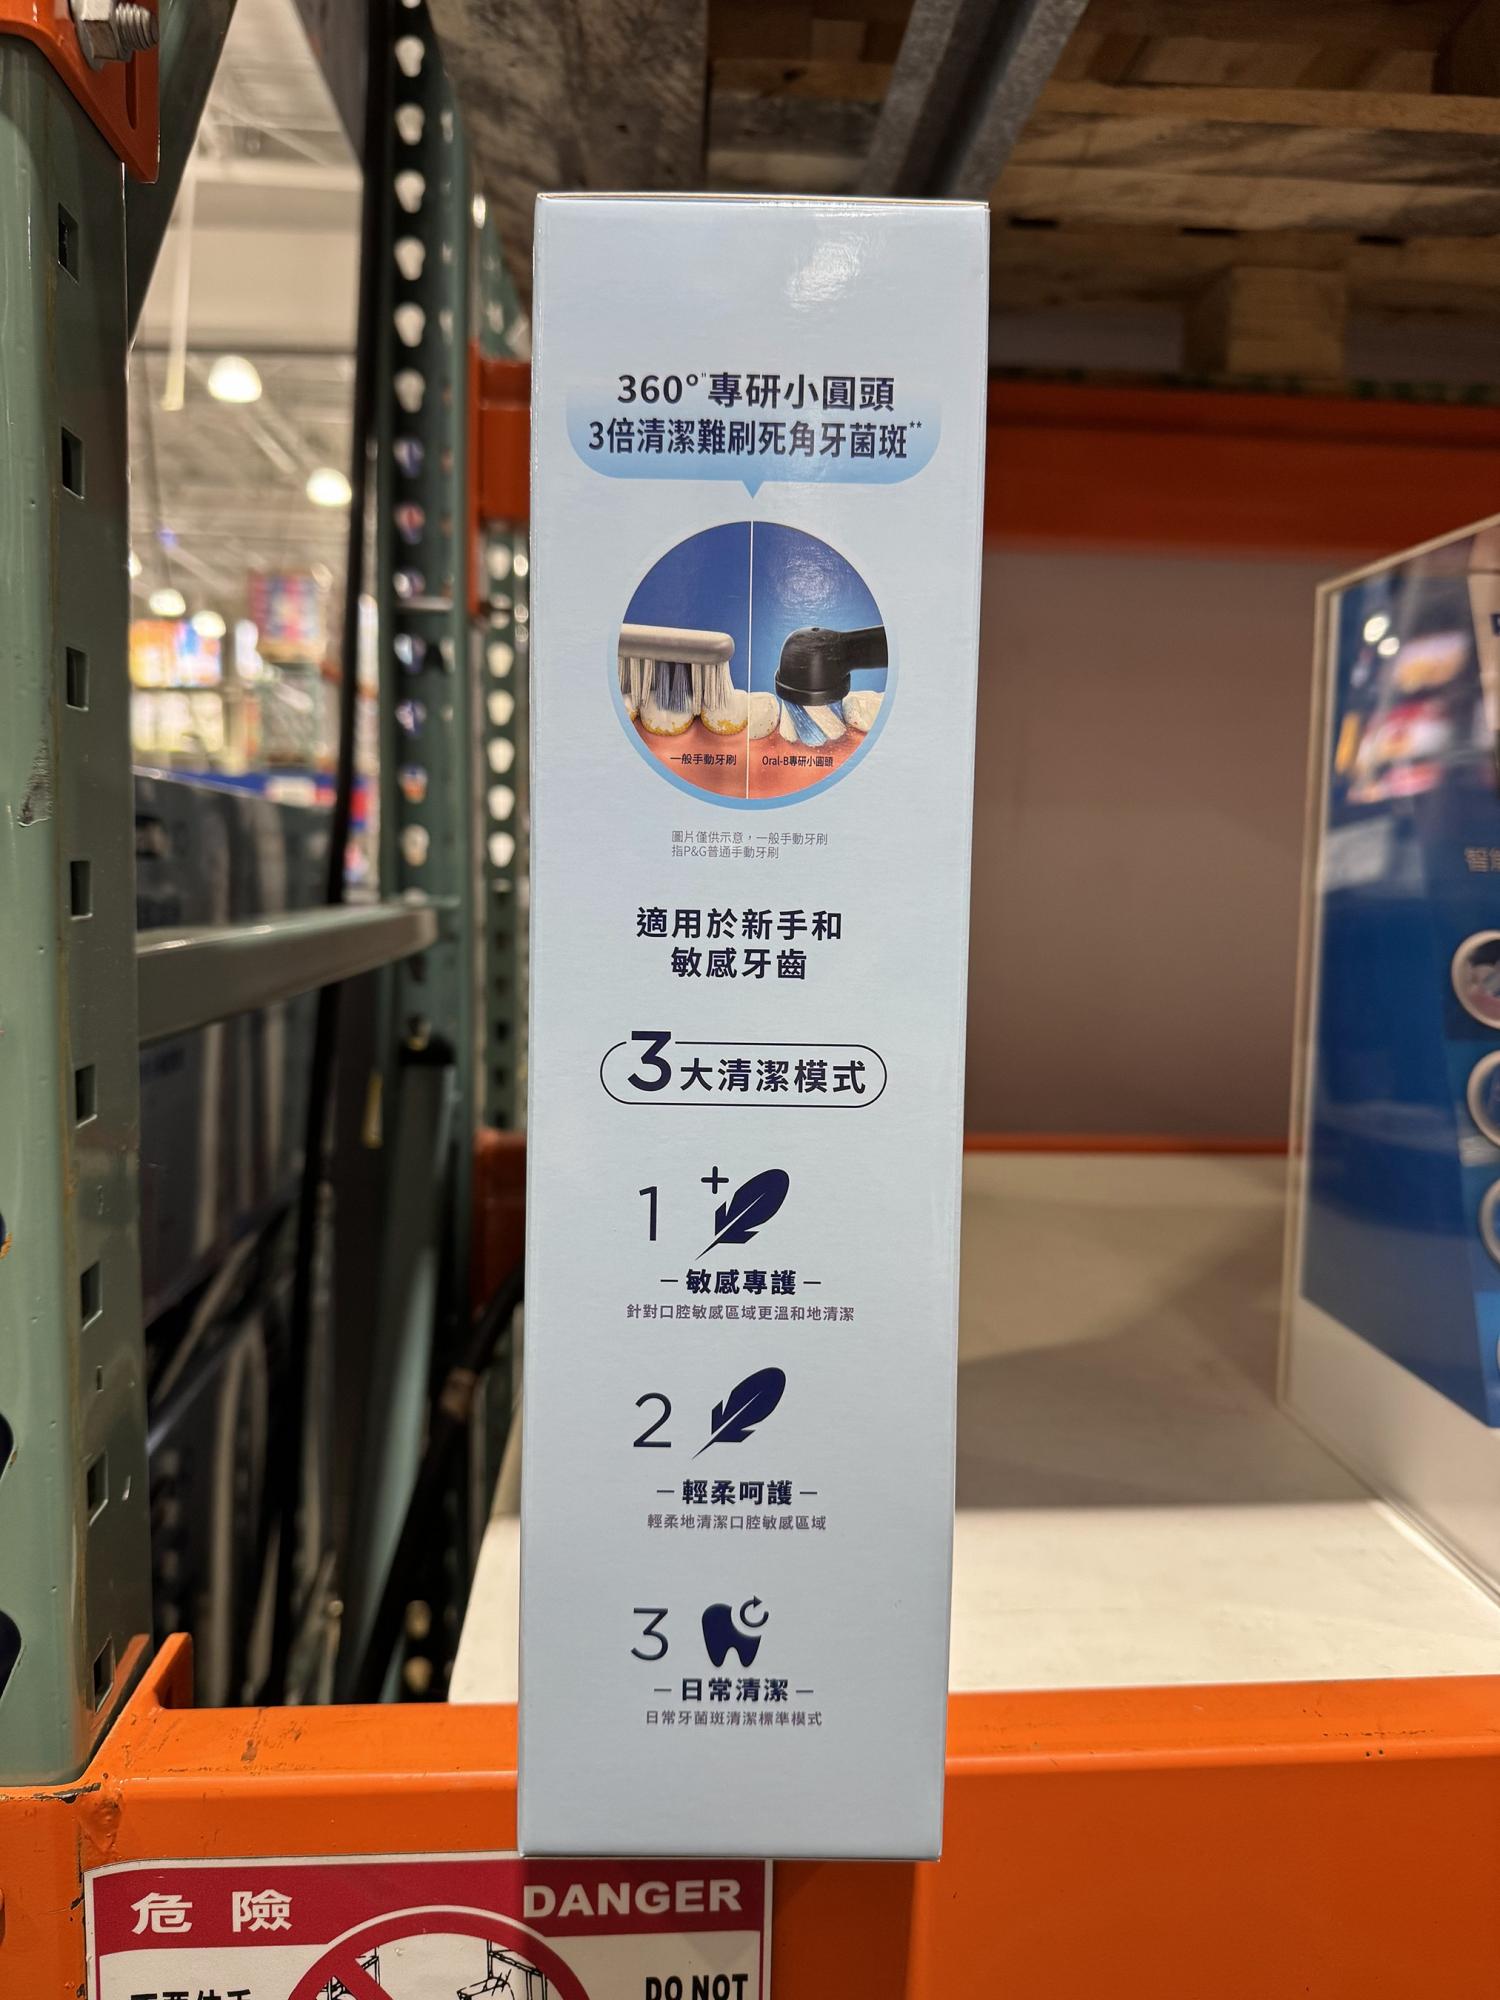 360°"專研小圓頭
3倍清潔難刷死角牙菌斑**
一般手動牙刷
Oral-B專研小圓頭
圖片僅供示意，一般手動牙刷
指P&G普通手動牙刷
適用於新手和
敏感牙齒
3大清潔模式
1
敏感專護
針對口腔敏感區域更溫和地清潔
2
輕柔呵護
輕柔地清潔口腔敏感區域
3
日常清潔
日常牙菌斑清潔標準模式
危 險 DANGER
DO NOT